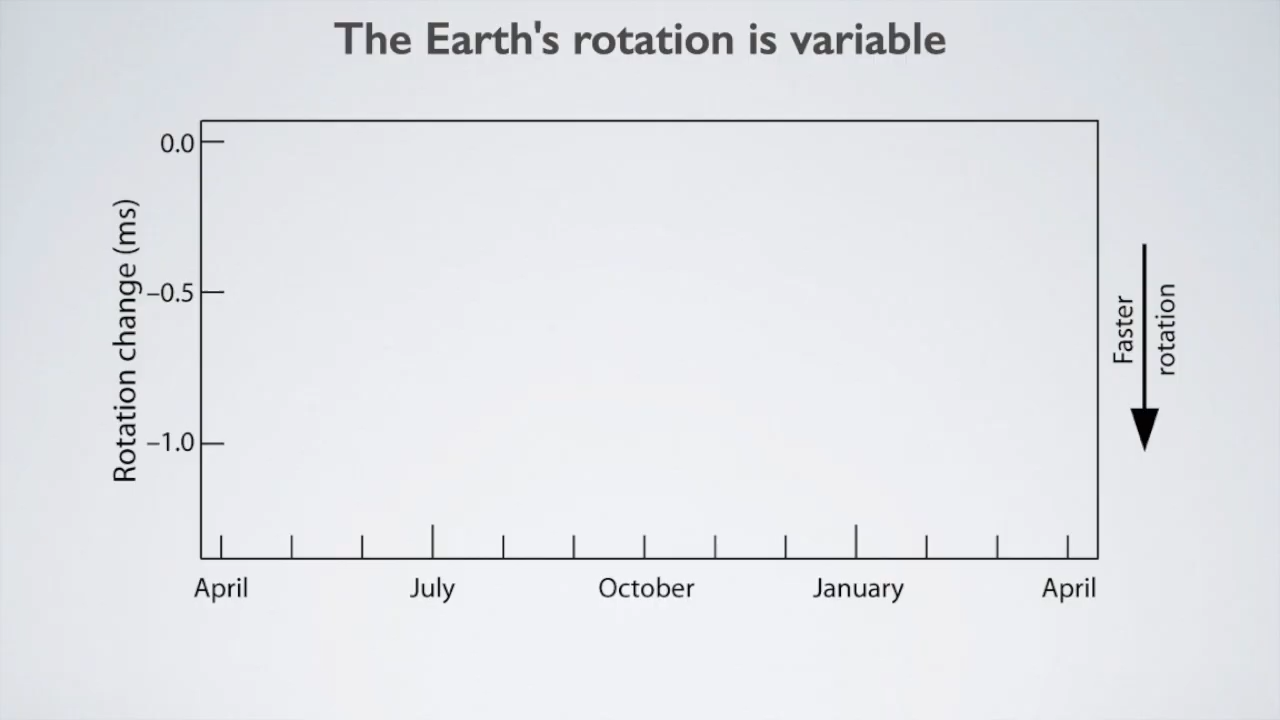 The Earth's rotation is variable
0.0
–0.5
–1.0
Rotation change (ms)
Faster
rotation
April
July
October
January
April